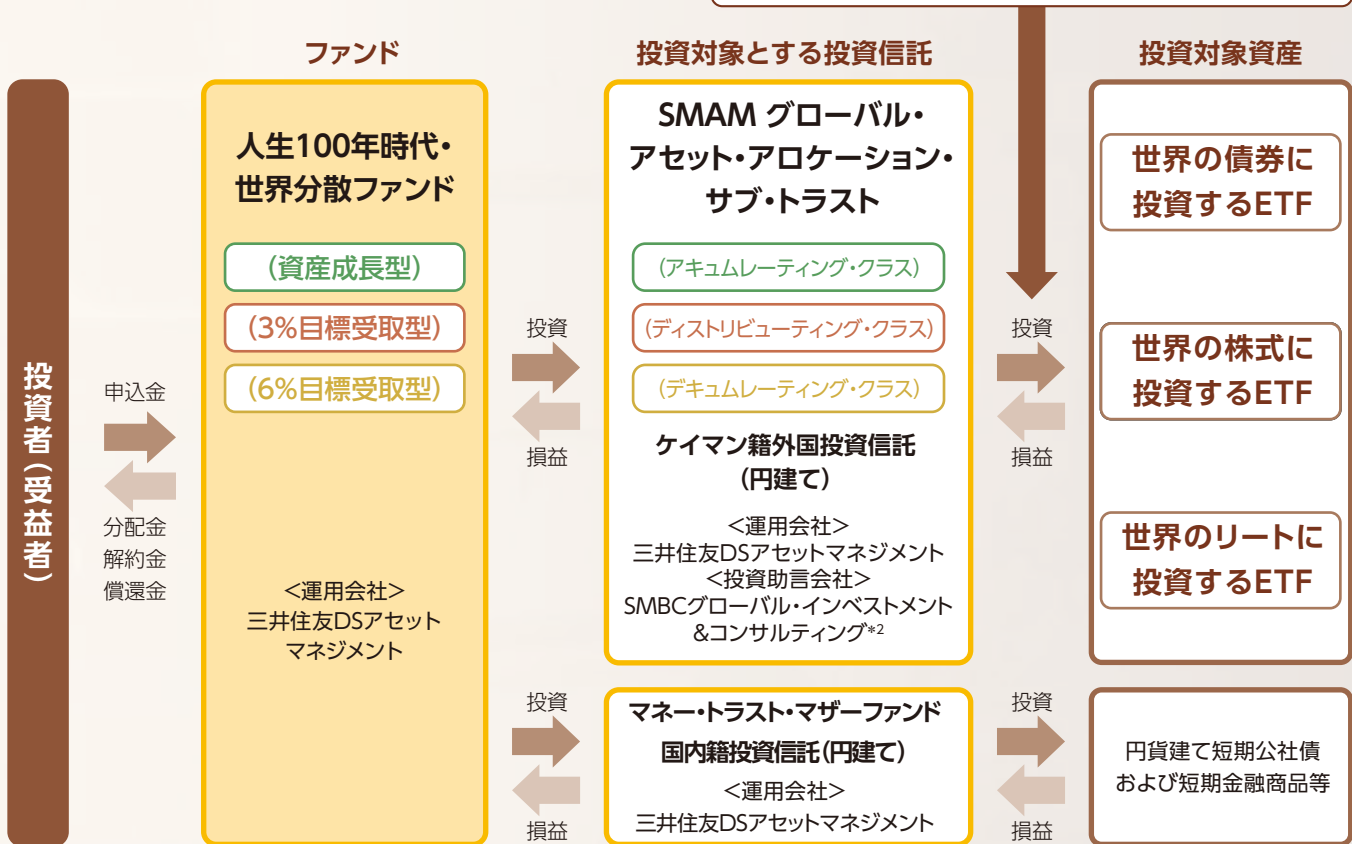 ファンド
投資対象とする投資信託
投資対象資産
投資者(受益者)
申込金
分配金
解約金
償還金
人生100年時代・
世界分散ファンド
(資産成長型)
(3%目標受取型)
(6%目標受取型)
<運用会社>
三井住友DSアセット
マネジメント
投資
損益
SMAM グローバル・
アセット・アロケーション・
サブ・トラスト
(アキュムレーティング・クラス)
(ディストリビューティング・クラス)
(デキュムレーティング・クラス)
ケイマン籍外国投資信託
(円建て)
<運用会社>
三井住友DSアセットマネジメント
<投資助言会社>
SMBCグローバル・インベストメント
&コンサルティング*2
投資
損益
世界の債券に
投資するETF
世界の株式に
投資するETF
世界のリートに
投資するETF
投資
損益
マネー・トラスト・マザーファンド
国内籍投資信託(円建て)
<運用会社>
三井住友DSアセットマネジメント
投資
損益
円貨建て短期公社債
および短期金融商品等